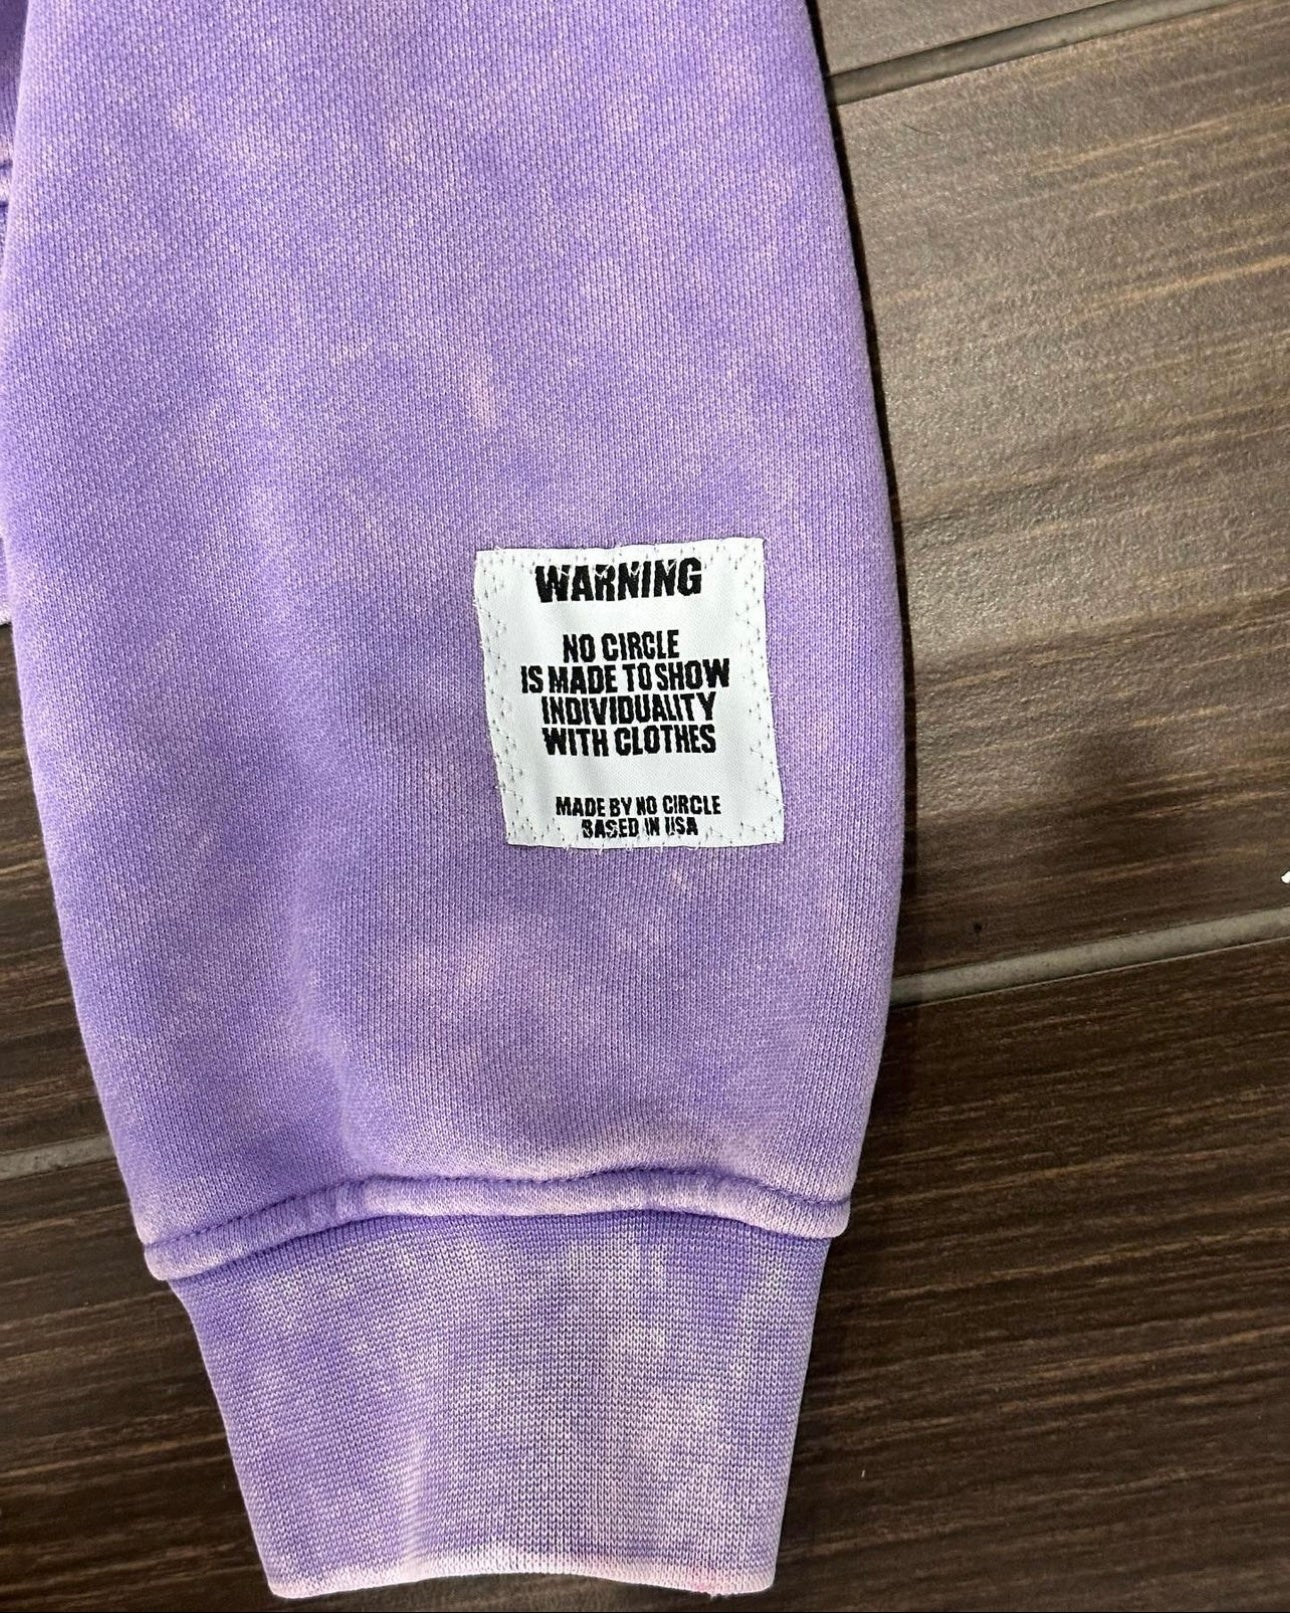 WARNING
NO CIRCLE
IS MADE TO SHOW
INDIVIDUALITY
WITH CLOTHES
MADE BY NO CIRCLE
BASED IN USA